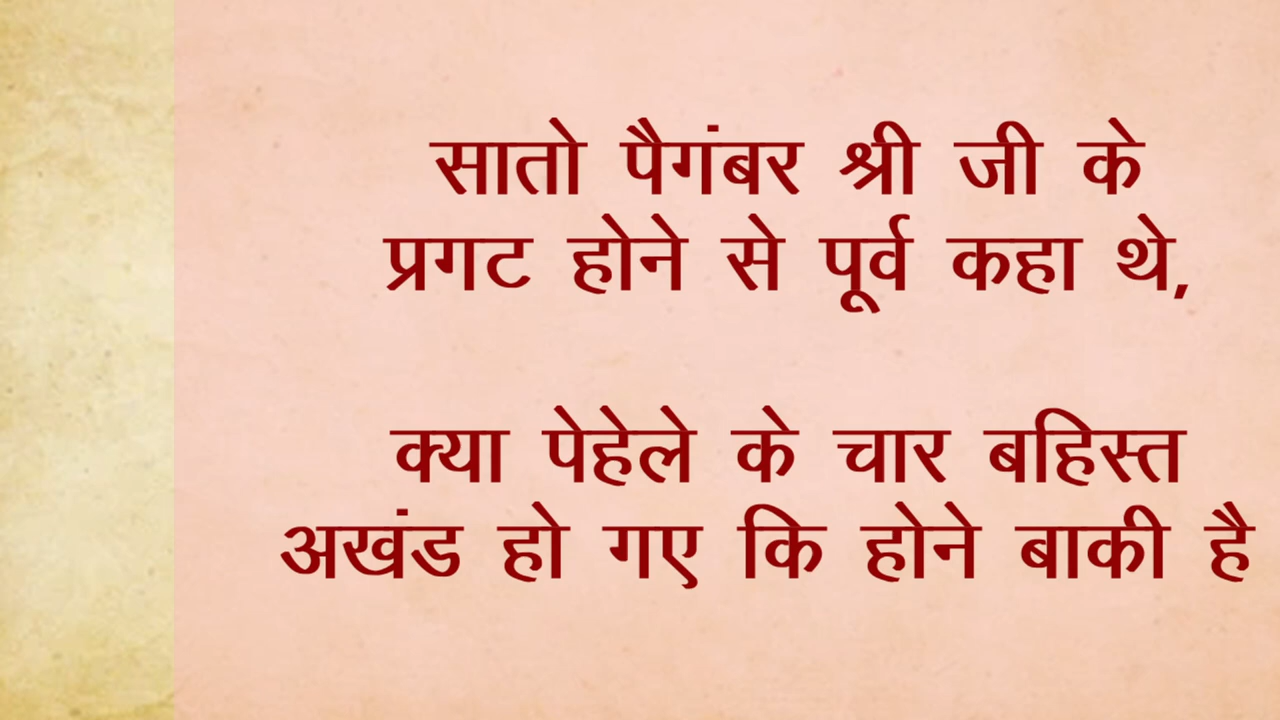 सातो पैगंबर श्री जी के
प्रगट होने से पूर्व कहा थे,
क्या पेहेले के चार बहिस्त
अखंड हो गए कि होने बाकी है